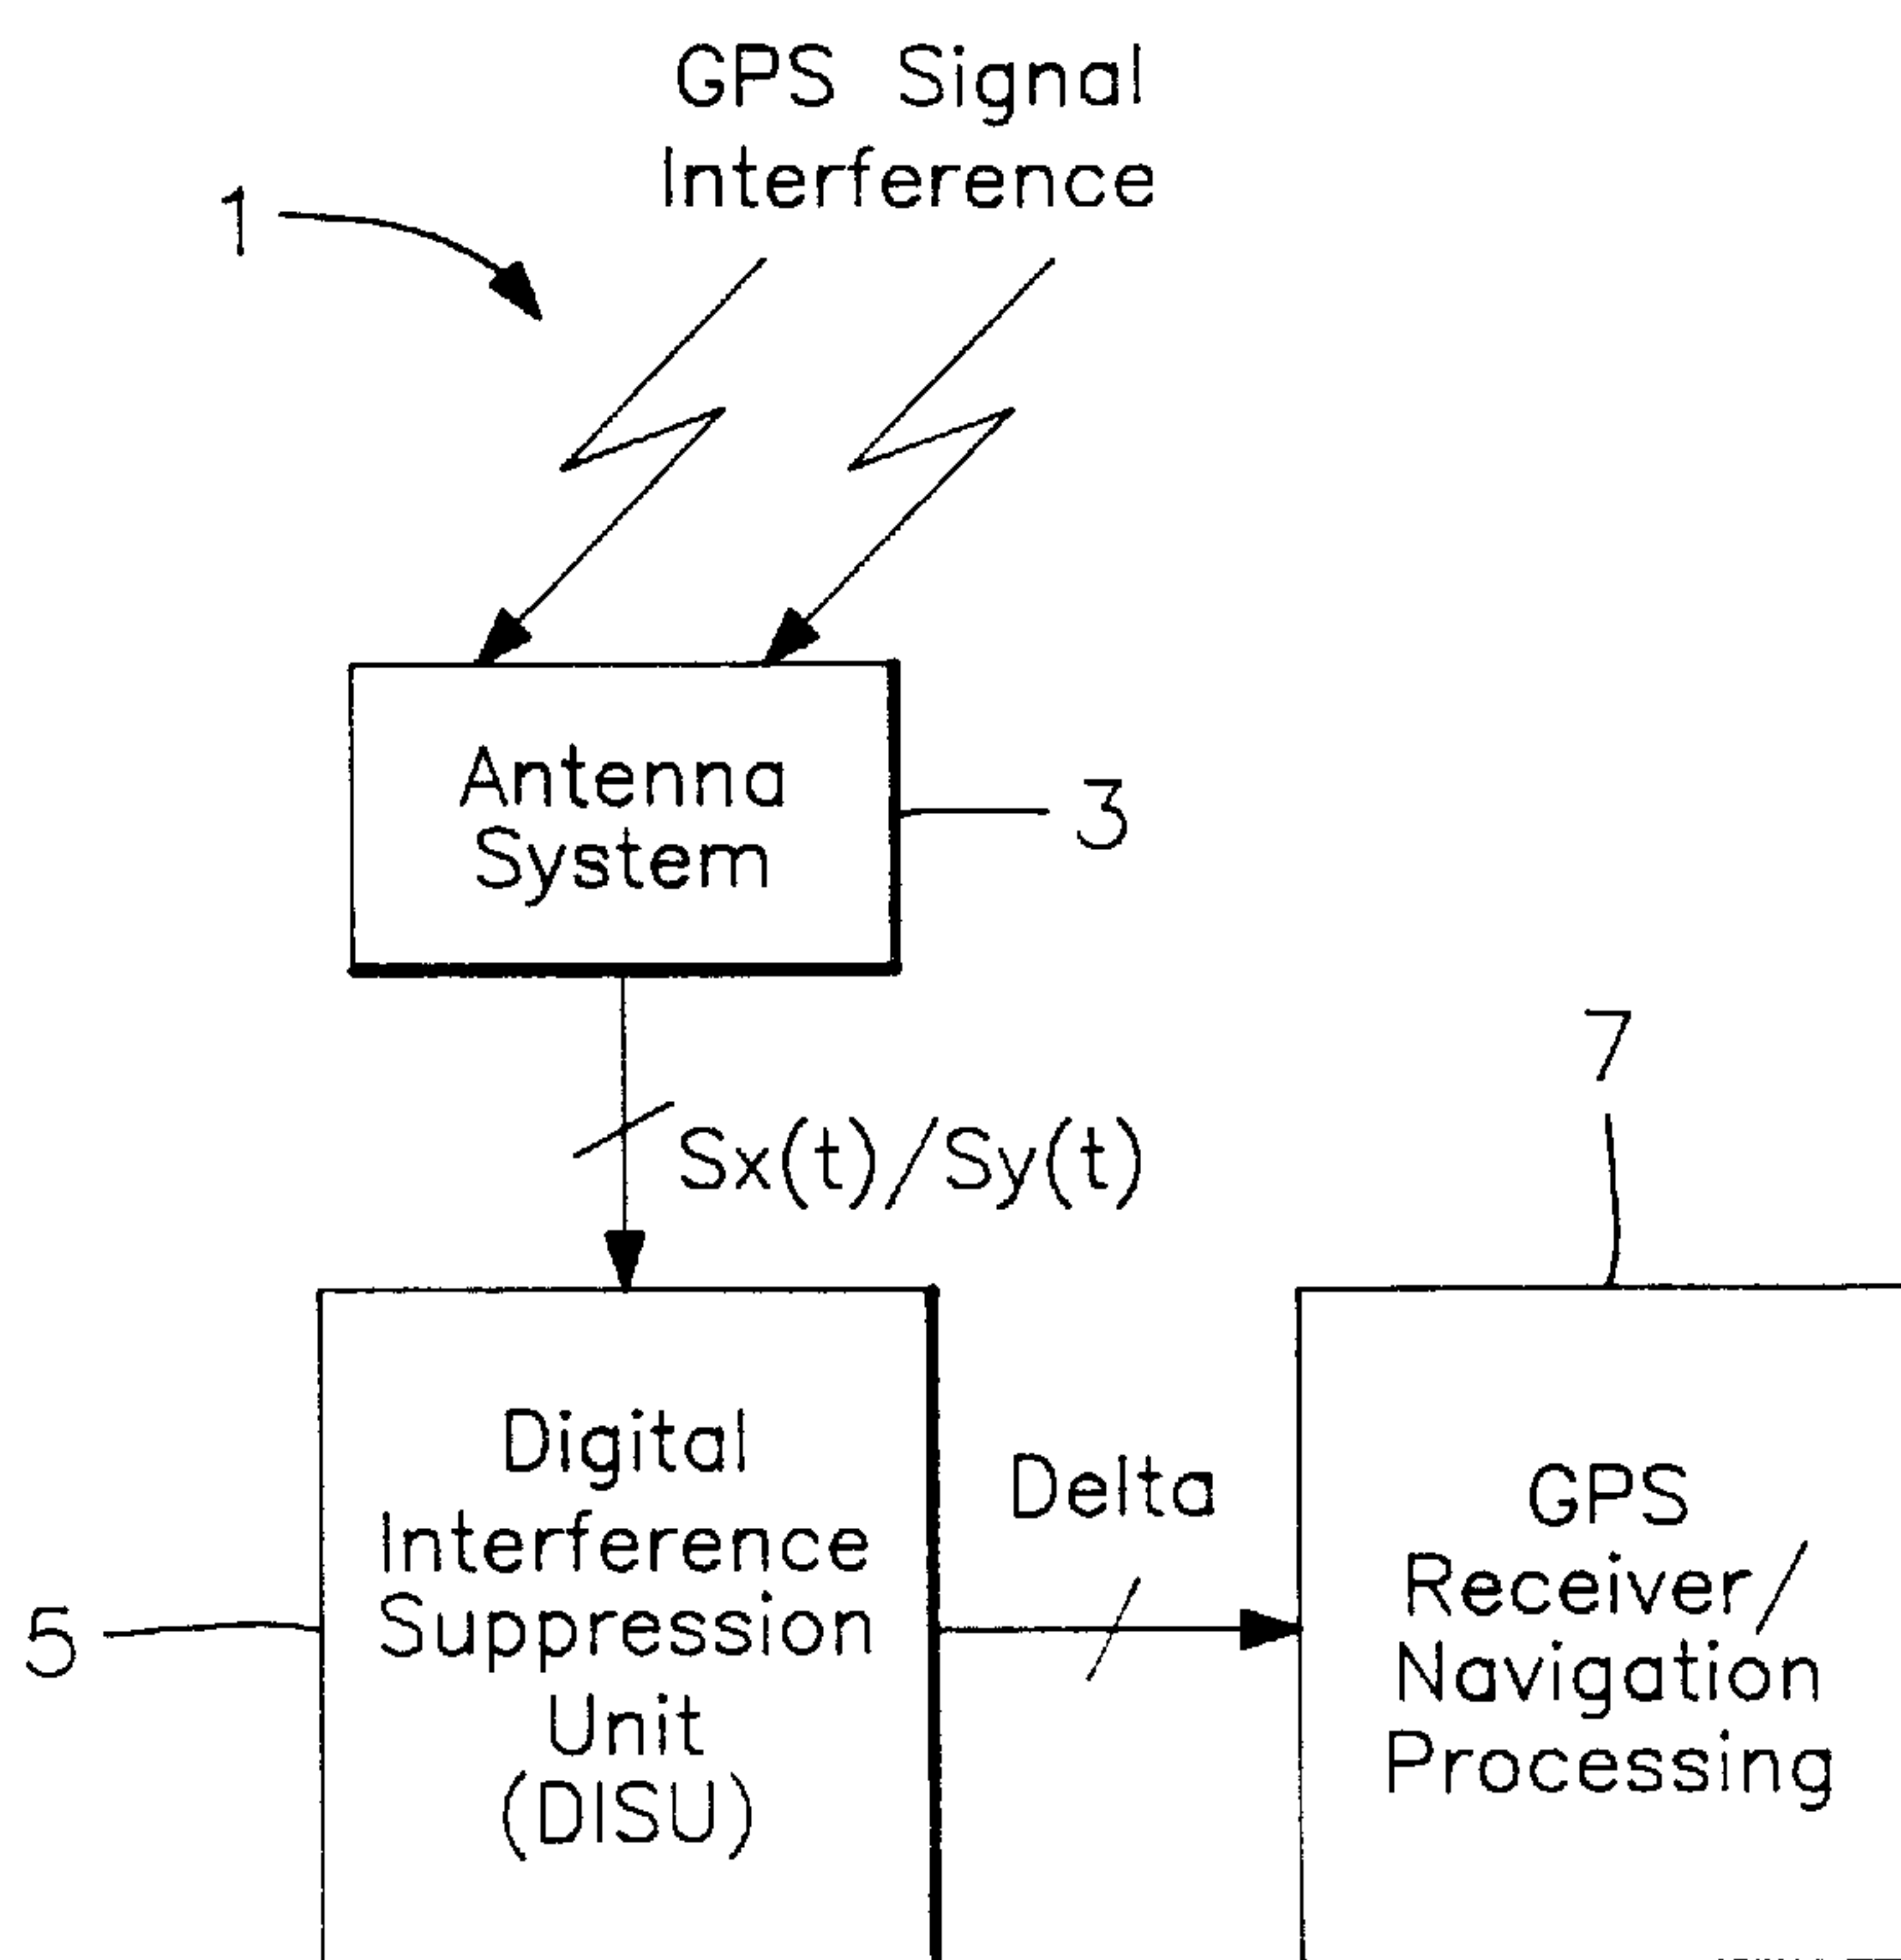 GPS Signal
Interference
1
Antenna
System
3
Sx(t)/Sy(t)
7
Digital
Interference
Suppression
Unit
(DISU)
5
Delta
GPS
Receiver/
Navigation
Processing